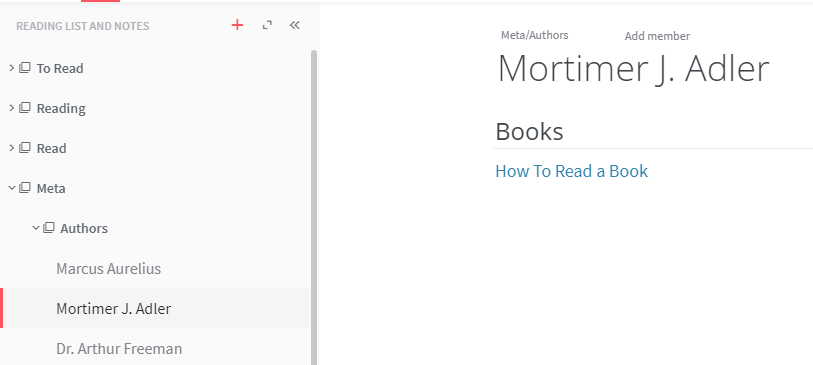 READING LIST AND NOTES
To Read
Reading
Read
Meta
Authors
Marcus Aurelius
Mortimer J. Adler
Dr. Arthur Freeman
Meta/Authors
Add member
Mortimer J. Adler
Books
How To Read a Book